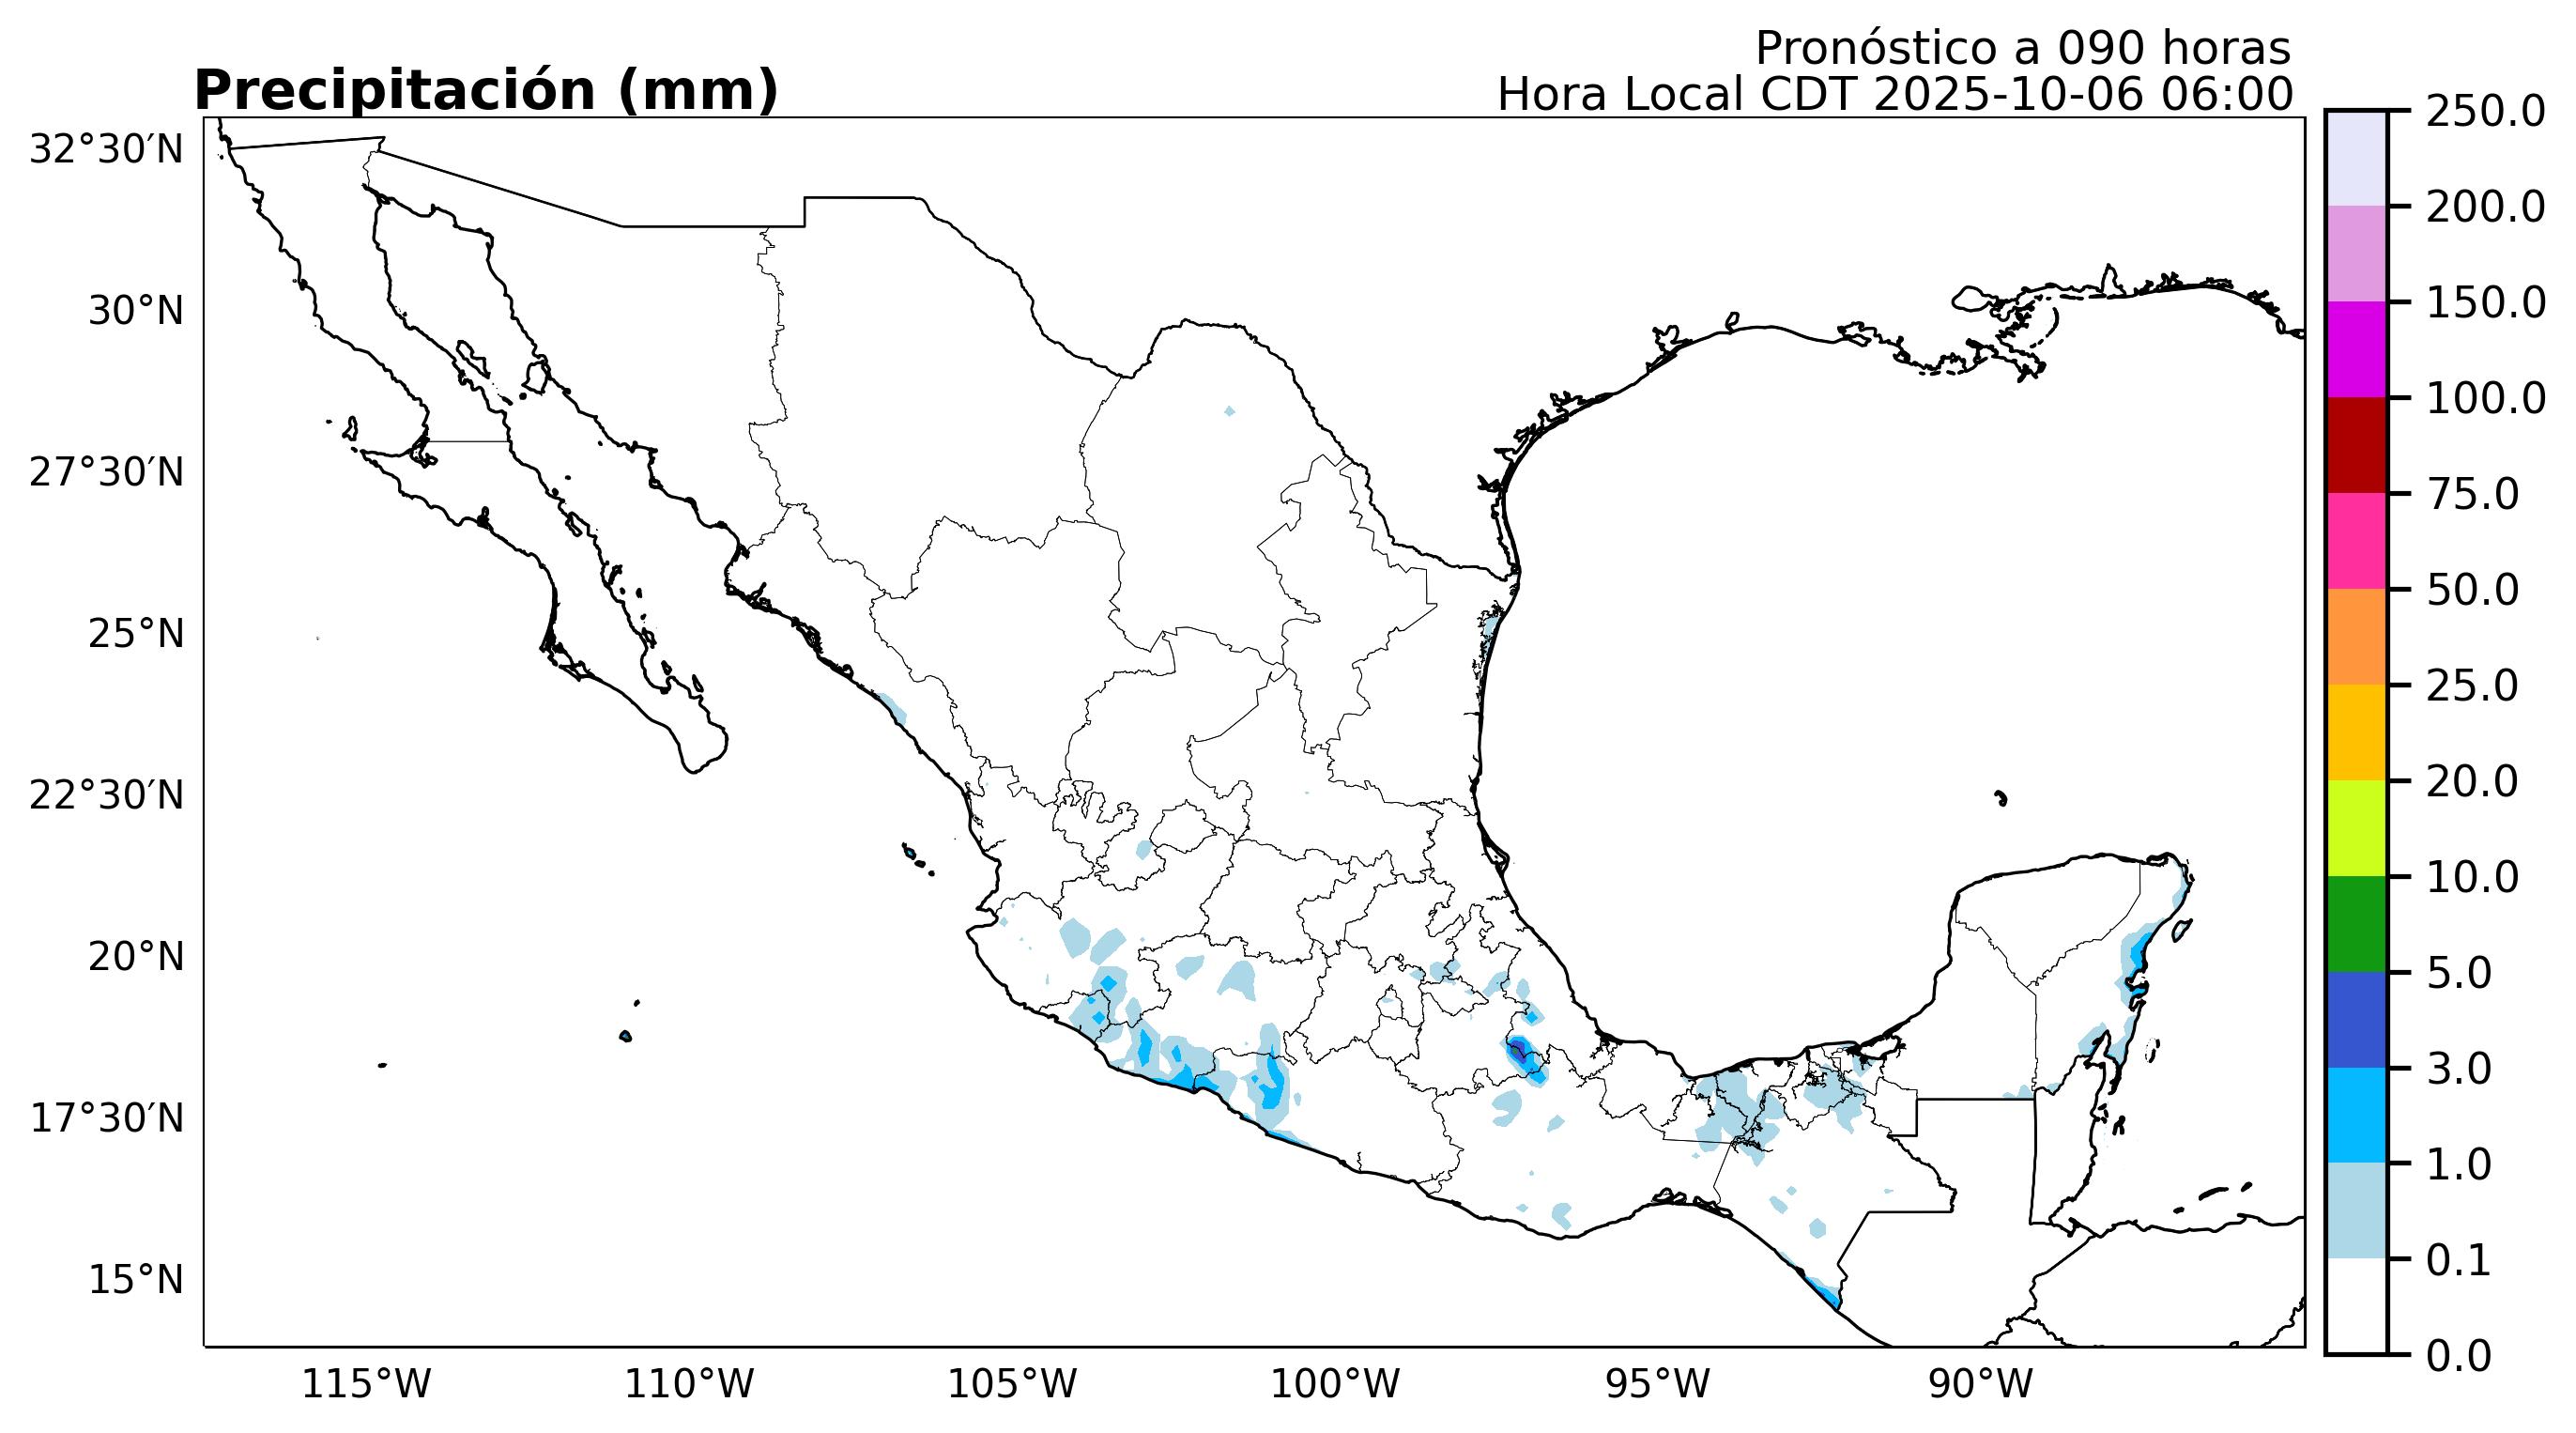 Pronóstico a 090 horas
Precipitación (mm)
Hora Local CDT 2025-10-06 06:00
32°30′N
30°N
27°30′N
25°N
22°30′N
20°N
17°30′N
15°N
115°W
110°W
105°W
100°W
95°W
90°W
250.0
200.0
150.0
100.0
75.0
50.0
25.0
20.0
10.0
5.0
3.0
1.0
0.1
0.0